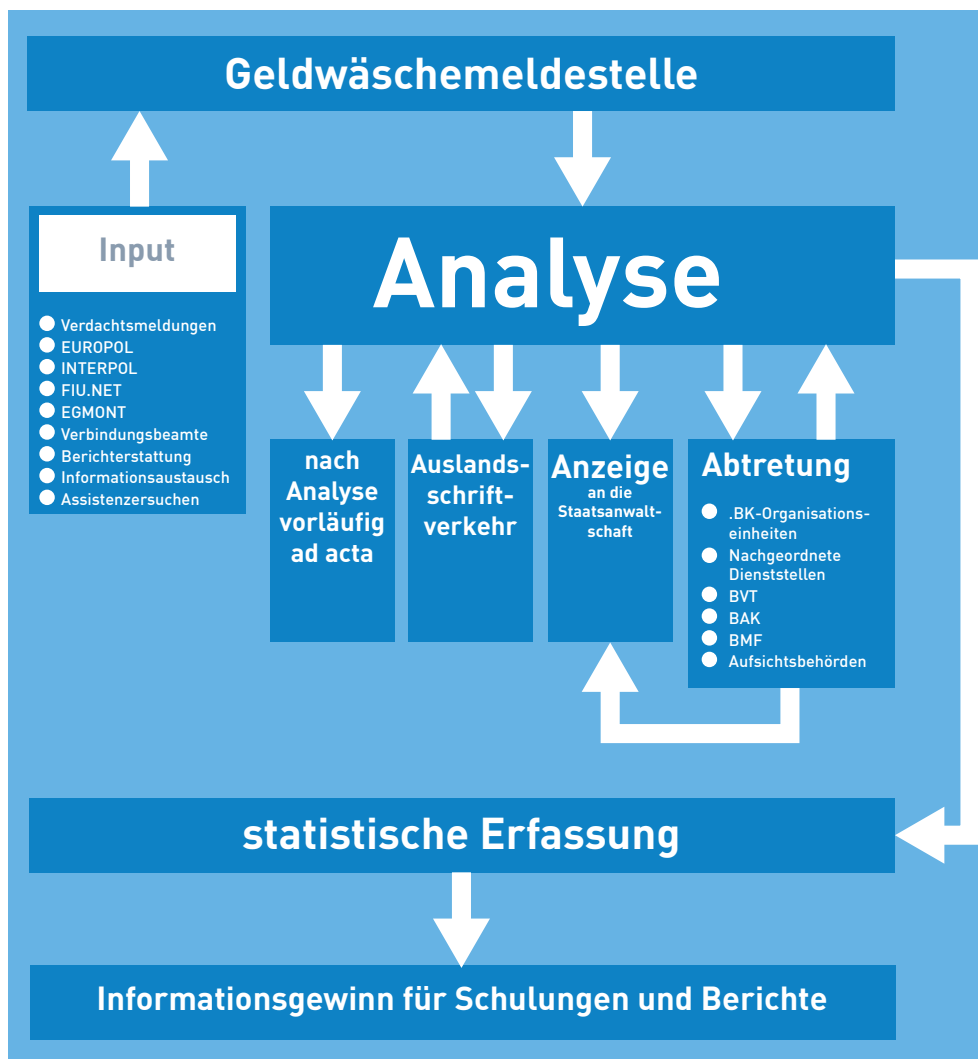 Geldwäschemeldestelle
Input
Verdachtsmeldungen
EUROPOL
INTERPOL
FIU.NET
EGMONT
Verbindungsbeamte
Berichterstattung
Informationsaustausch
Assistenzersuchen
Analyse
nach
Analyse
vorläufig
ad acta
Auslands-
schrift-
verkehr
Anzeige
an die
Staatsanwalt-
schaft
Abtretung
.BK-Organisations-
einheiten
Nachgeordnete
Dienststellen
BVT
BAK
BMF
Aufsichtsbehörden
statistische Erfassung
Informationsgewinn für Schulungen und Berichte